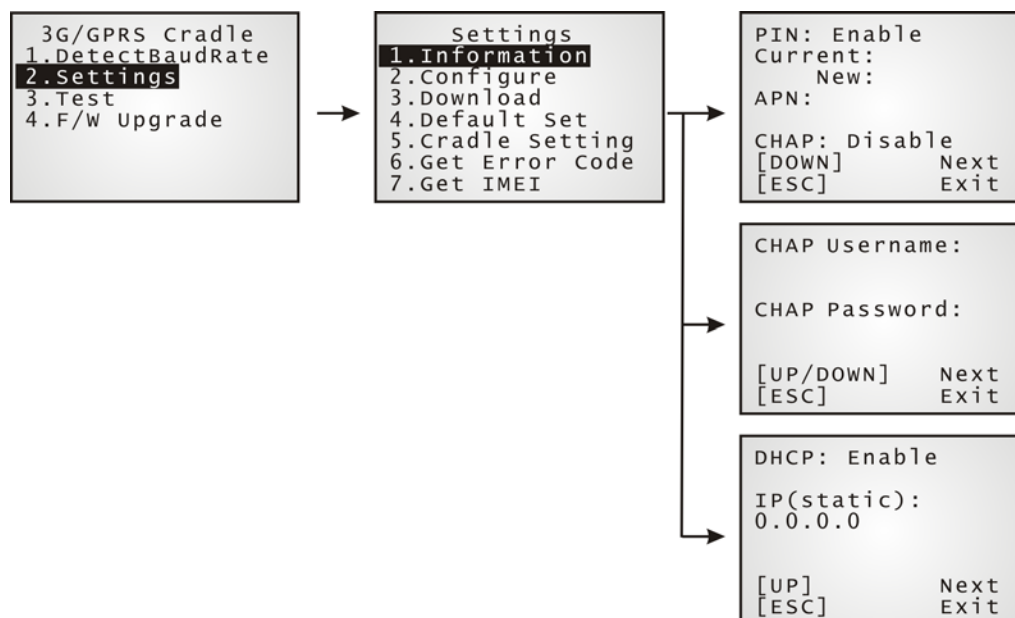 3G/GPRS Cradle
1.DetectBaudRate
2.Settings
3.Test
4.F/W Upgrade
Settings
1.Information
2.Configure
3.Download
4.Default Set
5.Cradle Setting
6.Get Error Code
7.Get IMEI
PIN: Enable
Current:
New:
APN:
CHAP: Disable
[DOWN] Next
[ESC] Exit
CHAP Username:
CHAP Password:
[UP/DOWN] Next
[ESC] Exit
DHCP: Enable
IP(static):
0.0.0.0
[UP] Next
[ESC] Exit